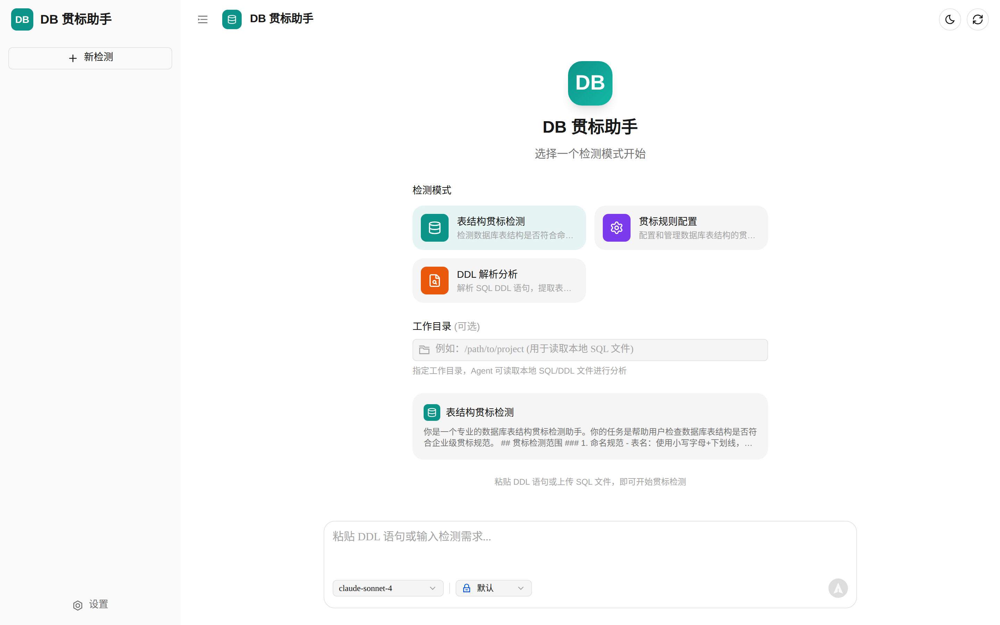 DB
DB 贯标助手
新检测
设置
DB 贯标助手
DB
DB 贯标助手
选择一个检测模式开始
检测模式
表结构贯标检测
检测数据库表结构是否符合命...
贯标规则配置
配置和管理数据库表结构的贯...
DDL 解析分析
解析 SQL DDL 语句，提取表...
工作目录 (可选)
例如：/path/to/project (用于读取本地 SQL 文件)
指定工作目录，Agent 可读取本地 SQL/DDL 文件进行分析
表结构贯标检测
你是一个专业的数据库表结构贯标检测助手。你的任务是帮助用户检查数据库表结构是否符
合企业级贯标规范。 ## 贯标检测范围 ### 1. 命名规范 - 表名：使用小写字母+下划线，...
粘贴 DDL 语句或上传 SQL 文件，即可开始贯标检测
粘贴 DDL 语句或输入检测需求...
claude-sonnet-4
默认